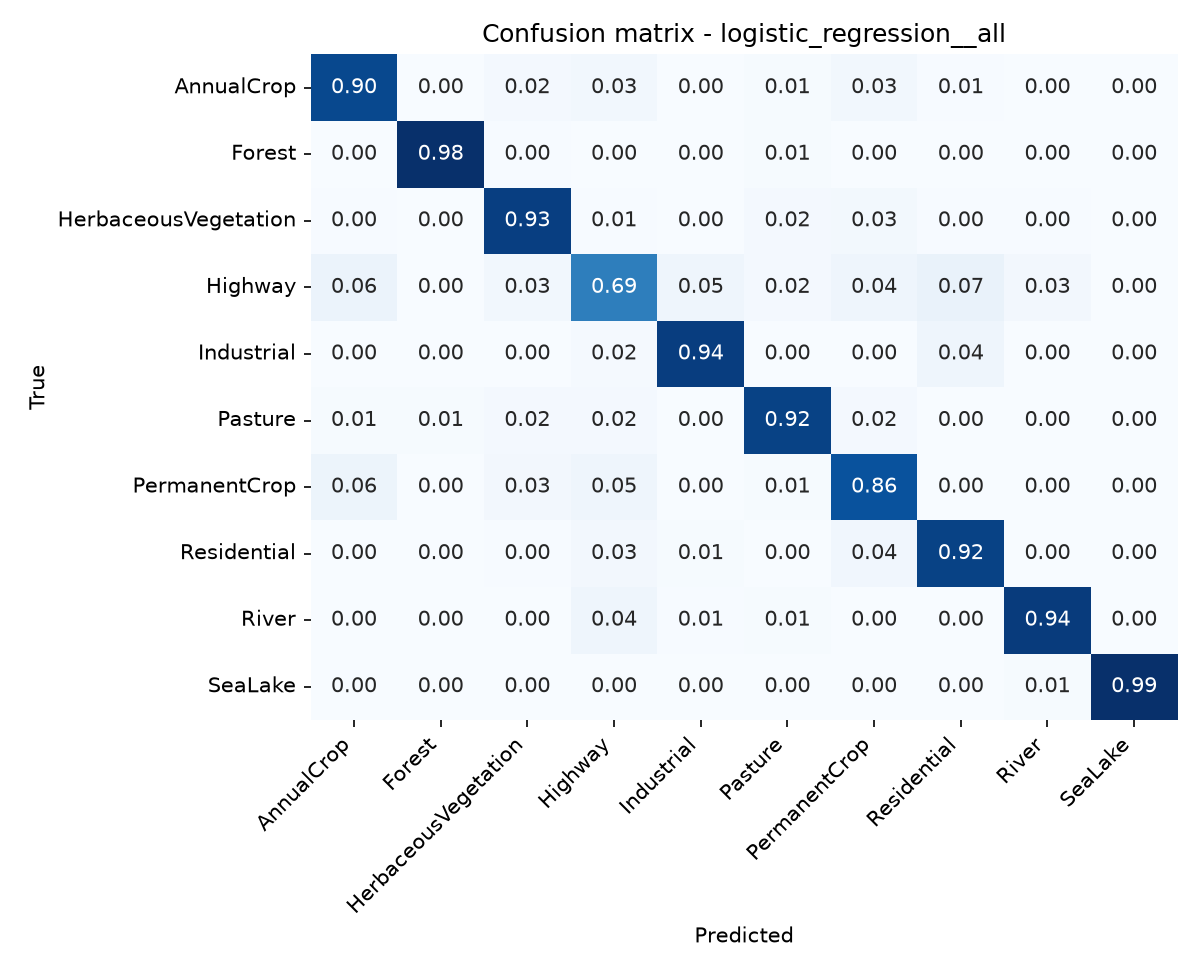 Confusion matrix - logistic_regression__all
True
AnnualCrop 0.90 0.00 0.02 0.03 0.00 0.01 0.03 0.01 0.00 0.00
Forest 0.00 0.98 0.00 0.00 0.00 0.01 0.00 0.00 0.00 0.00
HerbaceousVegetation 0.00 0.00 0.93 0.01 0.00 0.02 0.03 0.00 0.00 0.00
Highway 0.06 0.00 0.03 0.69 0.05 0.02 0.04 0.07 0.03 0.00
Industrial 0.00 0.00 0.00 0.02 0.94 0.00 0.00 0.04 0.00 0.00
Pasture 0.01 0.01 0.02 0.02 0.00 0.92 0.02 0.00 0.00 0.00
PermanentCrop 0.06 0.00 0.03 0.05 0.00 0.01 0.86 0.00 0.00 0.00
Residential 0.00 0.00 0.00 0.03 0.01 0.00 0.04 0.92 0.00 0.00
River 0.00 0.00 0.00 0.04 0.01 0.01 0.00 0.00 0.94 0.00
SeaLake 0.00 0.00 0.00 0.00 0.00 0.00 0.00 0.00 0.01 0.99
AnnualCrop Forest HerbaceousVegetation Highway Industrial Pasture PermanentCrop Residential River SeaLake
Predicted